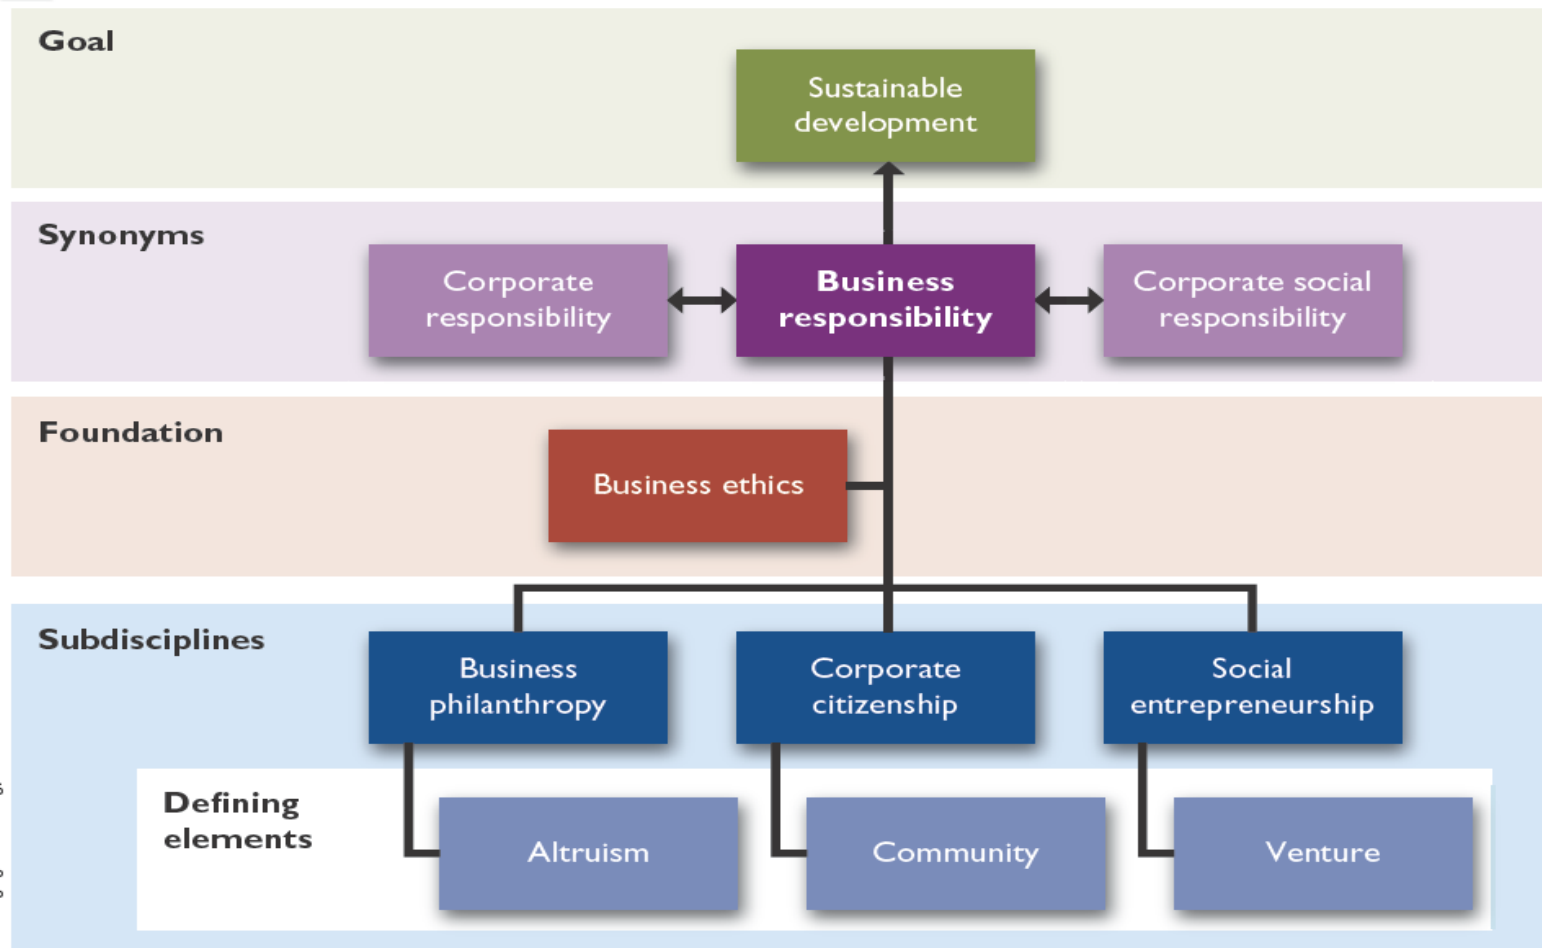 Goal
Sustainable
development
Synonyms
Corporate
responsibility
Business
responsibility
Corporate social
responsibility
Foundation
Business ethics
Subdisciplines
Business
philanthropy
Corporate
citizenship
Social
entrepreneurship
Defining
elements
Altruism
Community
Venture